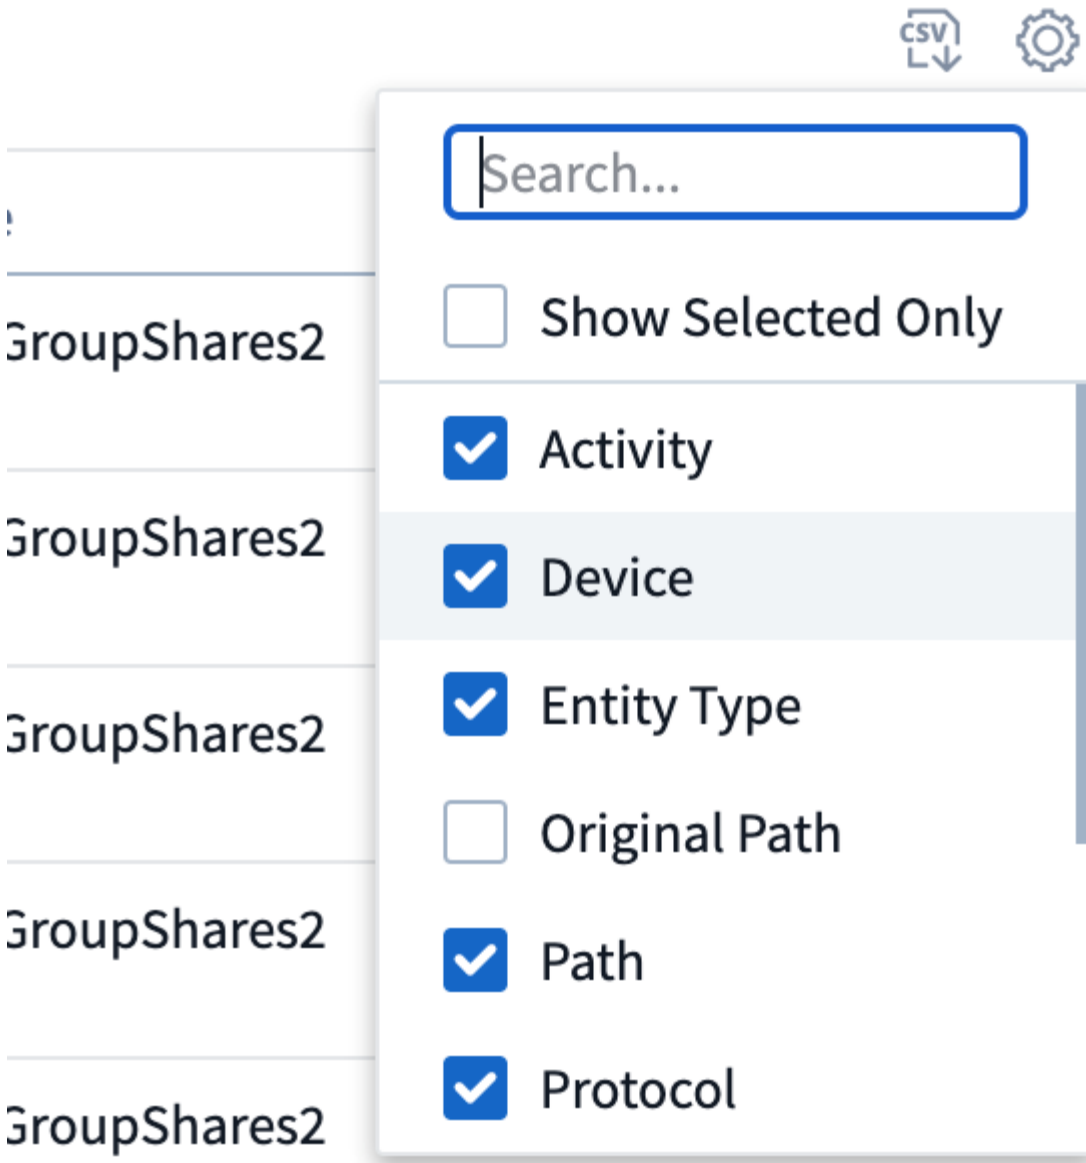 CSV
Search...
Show Selected Only
GroupShares2
Activity
GroupShares2
Device
Entity Type
GroupShares2
Original Path
GroupShares2
Path
Protocol
GroupShares2